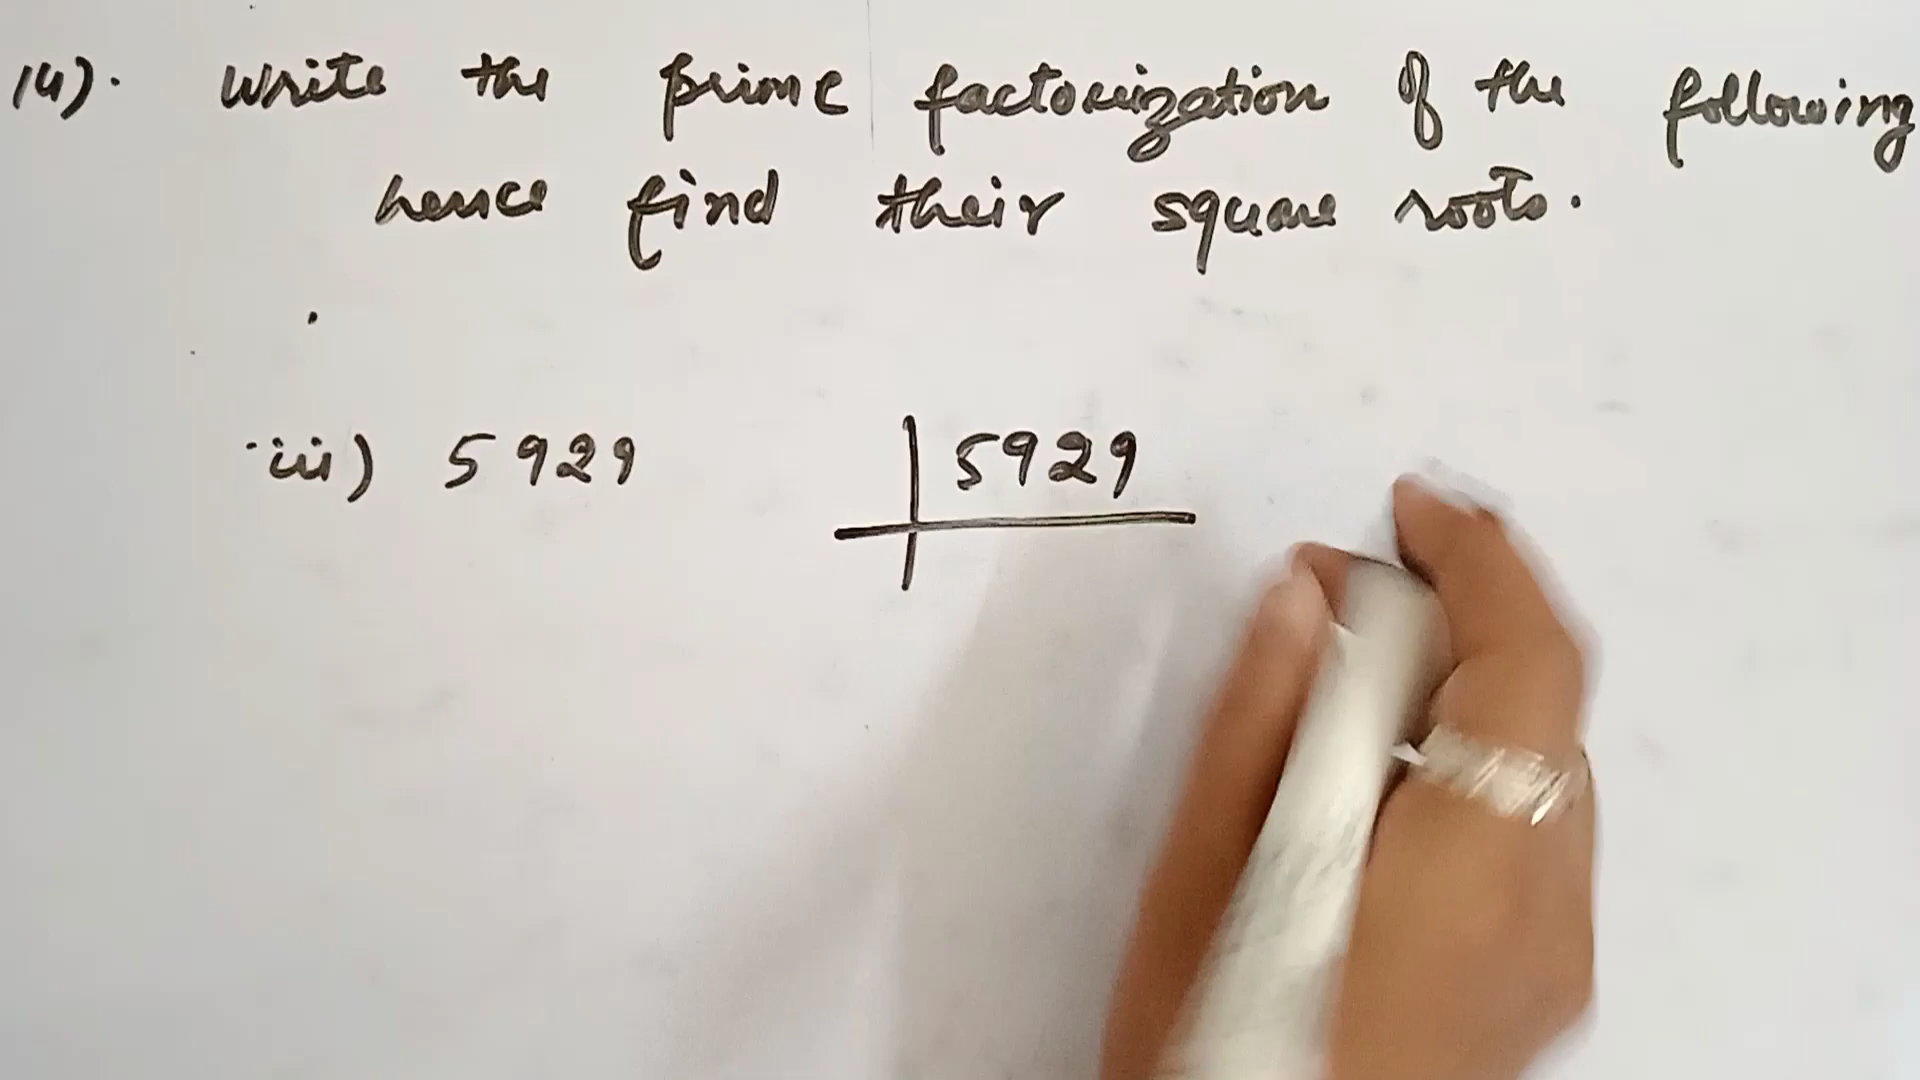 14). Write the prime factorization of the following
hence find their square roots.
iii) 5929
5929